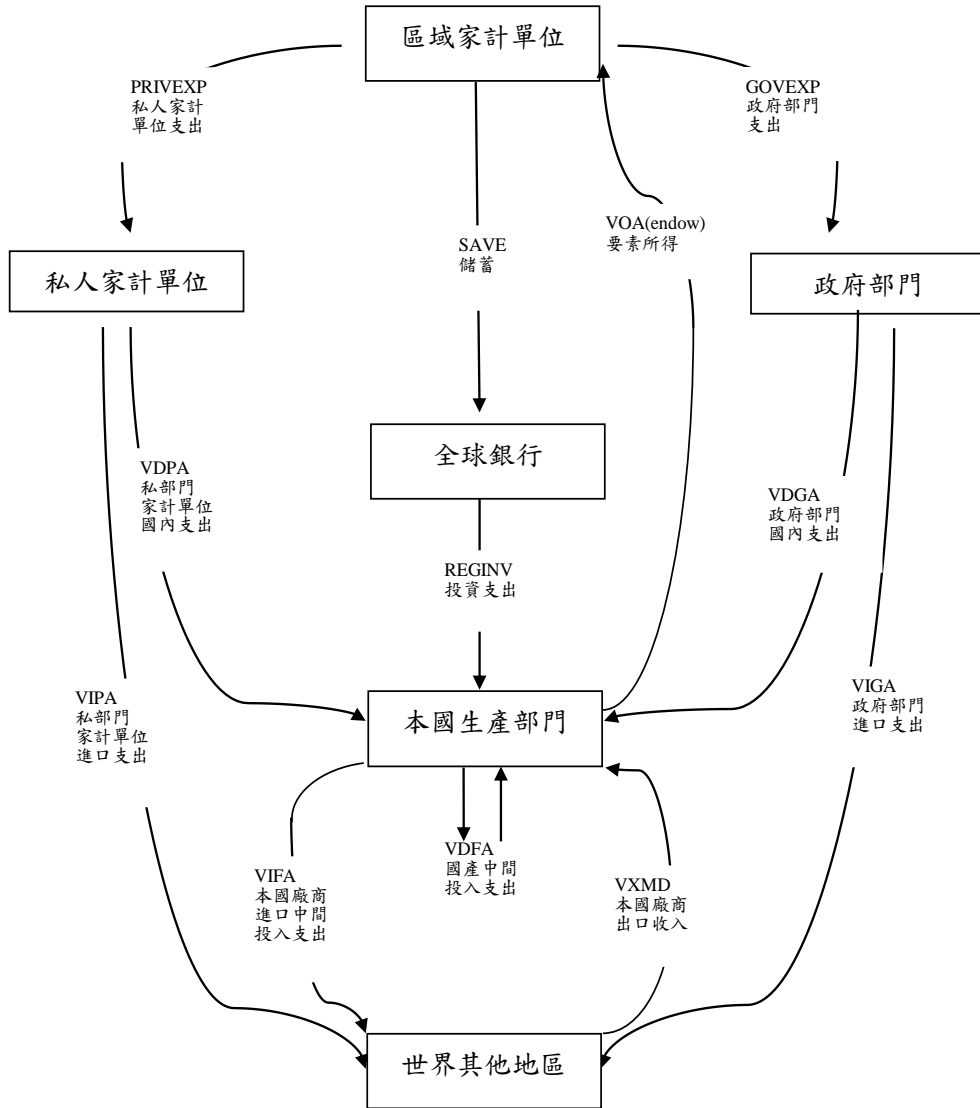 區域家計單位
PRIVEXP
私人家計
單位支出
GOVEXP
政府部門
支出
SAVE
儲蓄
VOA(endow)
要素所得
私人家計單位
政府部門
全球銀行
VDPA
私部門
家計單位
國內支出
VDGA
政府部門
國內支出
REGINV
投資支出
VIPA
私部門
家計單位
進口支出
VIGA
政府部門
進口支出
本國生產部門
VIFA
本國廠商
進口中間
投入支出
VDFA
國產中間
投入支出
VXMD
本國廠商
出口收入
世界其他地區